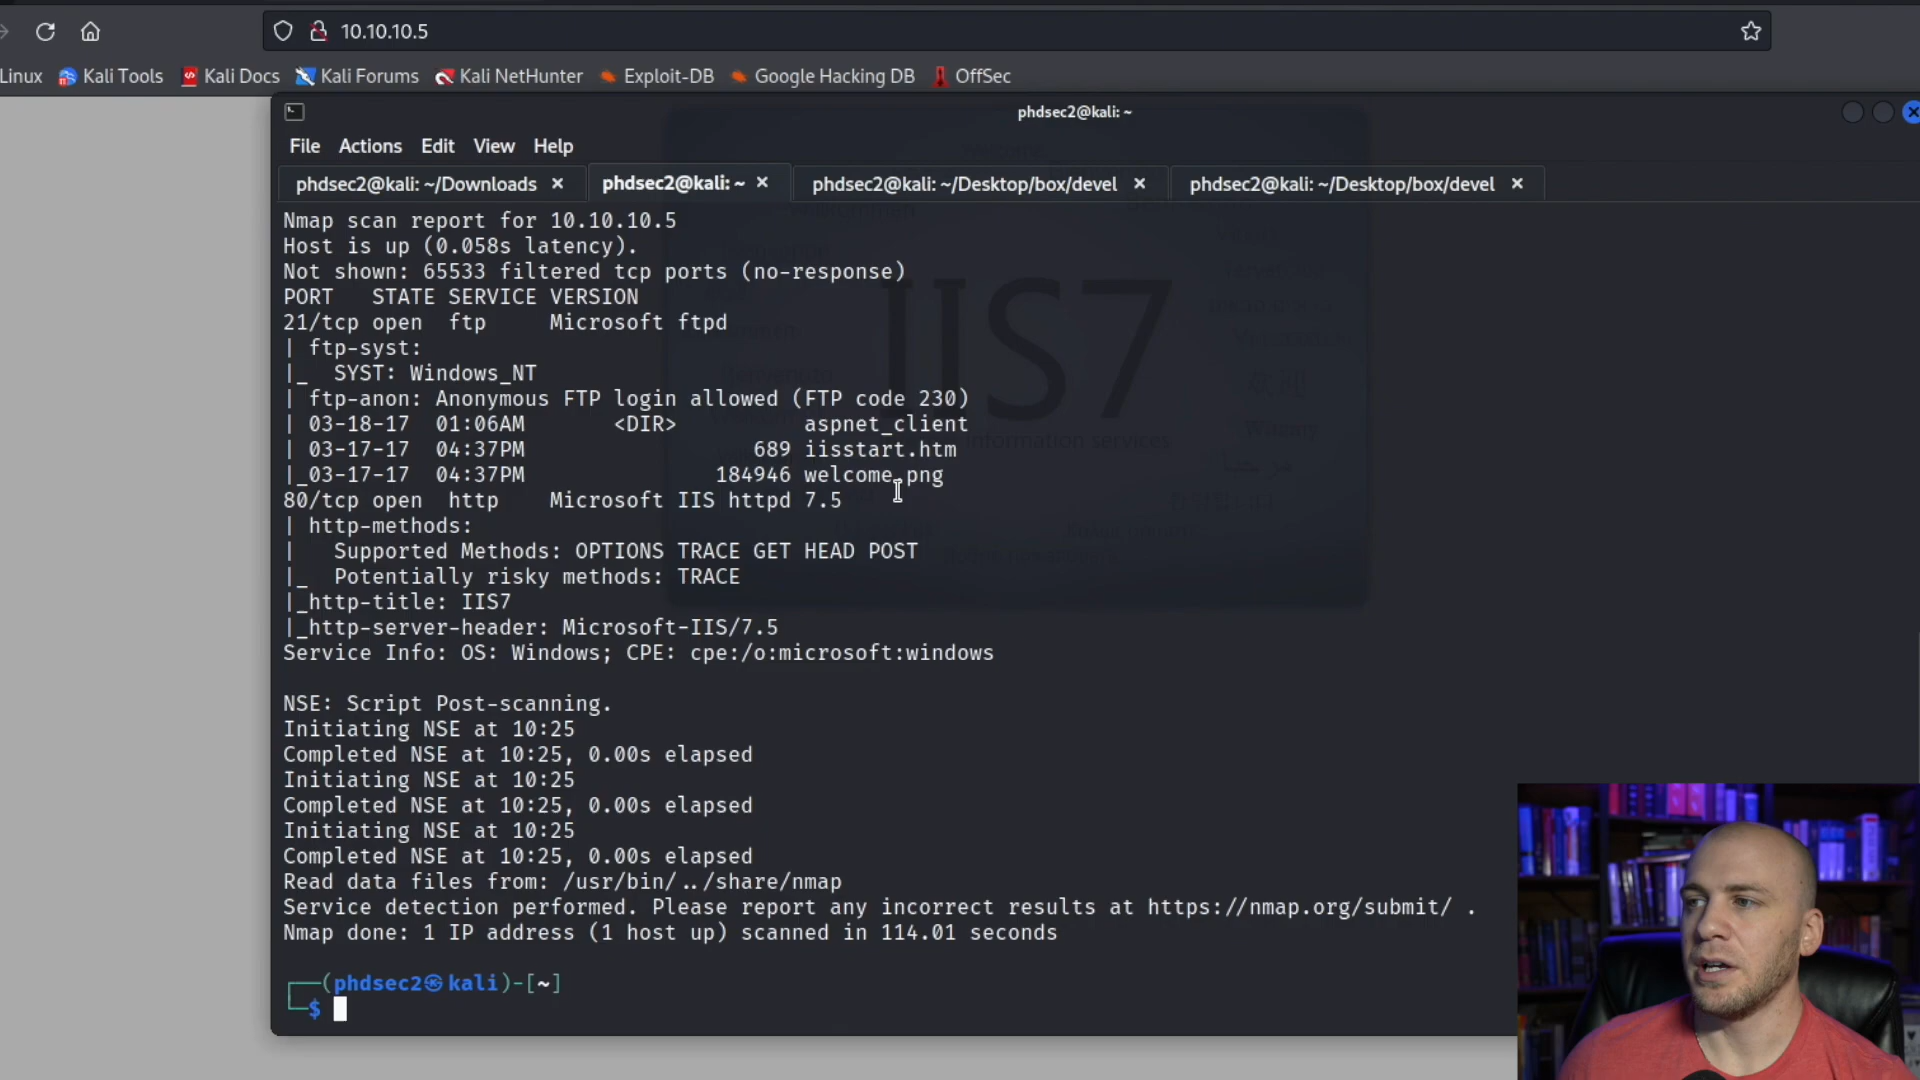 10.10.10.5
Linux Kali Tools Kali Docs Kali Forums Kali NetHunter Exploit-DB Google Hacking DB OffSec
phdsec2@kali: ~
File Actions Edit View Help
phdsec2@kali: ~/Downloads × phdsec2@kali: ~ × phdsec2@kali: ~/Desktop/box/devel × phdsec2@kali: ~/Desktop/box/devel ×
Nmap scan report for 10.10.10.5
Host is up (0.058s latency).
Not shown: 65533 filtered tcp ports (no-response)
PORT   STATE SERVICE VERSION
21/tcp open  ftp     Microsoft ftpd
| ftp-syst:
|_  SYST: Windows_NT
| ftp-anon: Anonymous FTP login allowed (FTP code 230)
| 03-18-17  01:06AM       <DIR>          aspnet_client
| 03-17-17  04:37PM                  689 iisstart.htm
|_03-17-17  04:37PM               184946 welcome.png
80/tcp open  http    Microsoft IIS httpd 7.5
| http-methods:
|   Supported Methods: OPTIONS TRACE GET HEAD POST
|_  Potentially risky methods: TRACE
|_http-title: IIS7
|_http-server-header: Microsoft-IIS/7.5
Service Info: OS: Windows; CPE: cpe:/o:microsoft:windows
NSE: Script Post-scanning.
Initiating NSE at 10:25
Completed NSE at 10:25, 0.00s elapsed
Initiating NSE at 10:25
Completed NSE at 10:25, 0.00s elapsed
Initiating NSE at 10:25
Completed NSE at 10:25, 0.00s elapsed
Read data files from: /usr/bin/../share/nmap
Service detection performed. Please report any incorrect results at https://nmap.org/submit/ .
Nmap done: 1 IP address (1 host up) scanned in 114.01 seconds
┌──(phdsec2㉿kali)-[~]
└─$
IIS7
information services